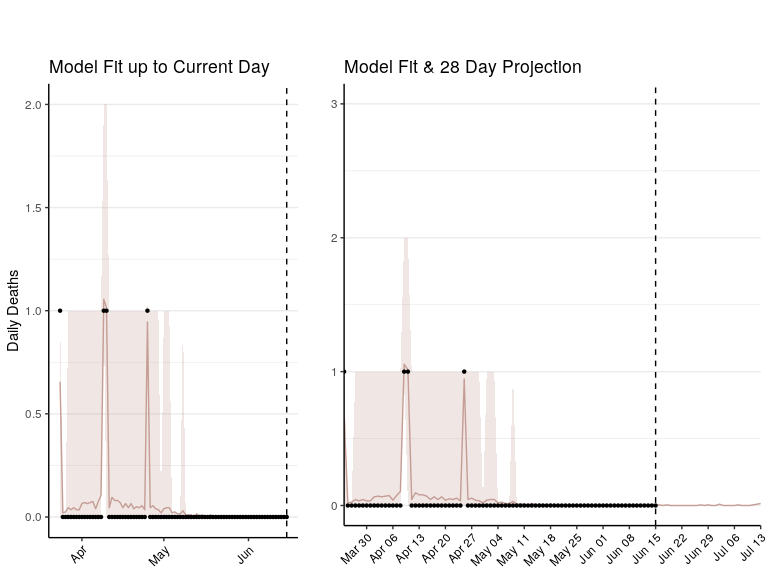 Model Fit up to Current Day
Model Fit & 28 Day Projection
Daily Deaths
2.0
1.5
1.0
0.5
0.0
Apr
May
Jun
3
2
1
0
Mar 30
Apr 06
Apr 13
Apr 20
Apr 27
May 04
May 11
May 18
May 25
Jun 01
Jun 08
Jun 15
Jun 22
Jun 29
Jul 06
Jul 13